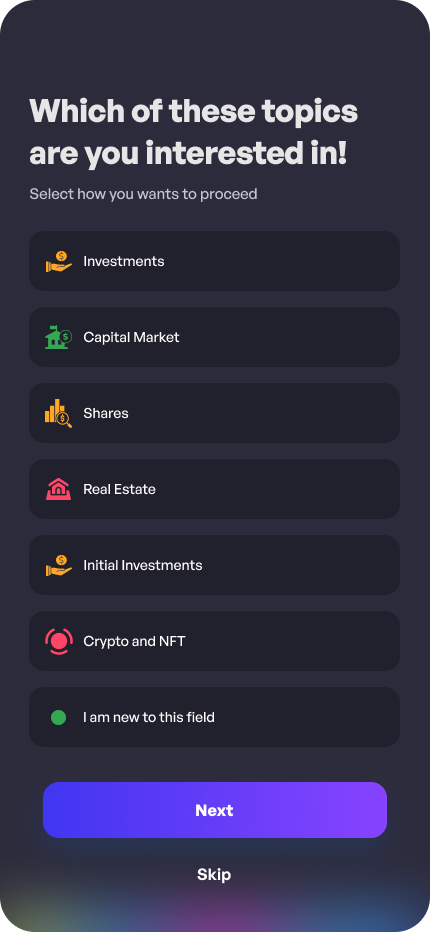 Which of these topics
are you interested in!
Select how you wants to proceed
Investments
Capital Market
Shares
Real Estate
Initial Investments
Crypto and NFT
I am new to this field
Next
Skip